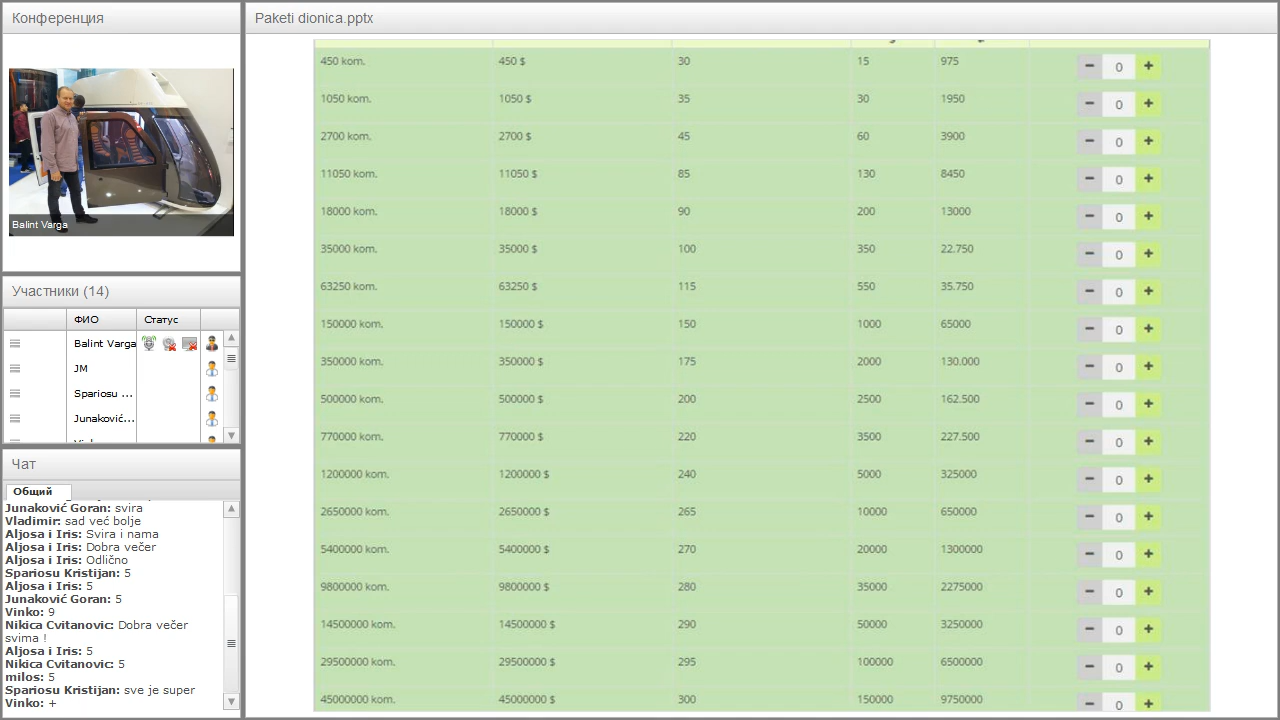 Конференция
Balint Varga
Участники (14)
ФИО Статус
Balint Varga
JM
Spariosu ...
Junaković...
Чат
Общий
Junaković Goran: svira
Vladimir: sad već bolje
Aljosa i Iris: Svira i nama
Aljosa i Iris: Dobra večer
Aljosa i Iris: Odlično
Spariosu Kristijan: 5
Aljosa i Iris: 5
Junaković Goran: 5
Vinko: 9
Nikica Cvitanovic: Dobra večer
svima !
Aljosa i Iris: 5
Nikica Cvitanovic: 5
milos: 5
Spariosu Kristijan: sve je super
Vinko: +
Paketi dionica.pptx
450 kom. 450 $ 30 15 975 − 0 +
1050 kom. 1050 $ 35 30 1950 − 0 +
2700 kom. 2700 $ 45 60 3900 − 0 +
11050 kom. 11050 $ 85 130 8450 − 0 +
18000 kom. 18000 $ 90 200 13000 − 0 +
35000 kom. 35000 $ 100 350 22.750 − 0 +
63250 kom. 63250 $ 115 550 35.750 − 0 +
150000 kom. 150000 $ 150 1000 65000 − 0 +
350000 kom. 350000 $ 175 2000 130.000 − 0 +
500000 kom. 500000 $ 200 2500 162.500 − 0 +
770000 kom. 770000 $ 220 3500 227.500 − 0 +
1200000 kom. 1200000 $ 240 5000 325000 − 0 +
2650000 kom. 2650000 $ 265 10000 650000 − 0 +
5400000 kom. 5400000 $ 270 20000 1300000 − 0 +
9800000 kom. 9800000 $ 280 35000 2275000 − 0 +
14500000 kom. 14500000 $ 290 50000 3250000 − 0 +
29500000 kom. 29500000 $ 295 100000 6500000 − 0 +
45000000 kom. 45000000 $ 300 150000 9750000 − 0 +